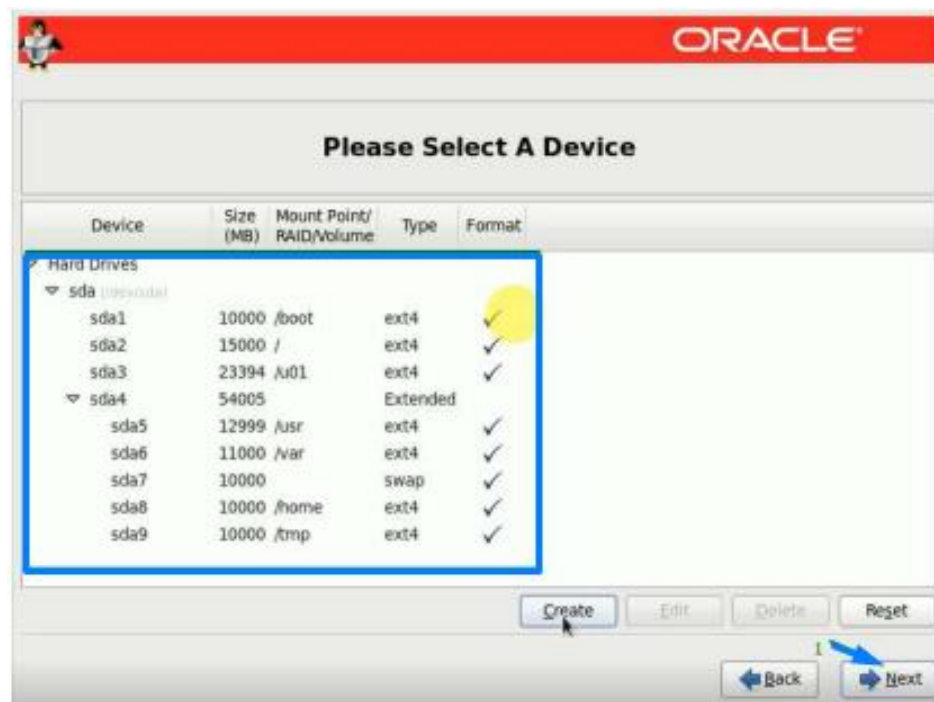 ORACLE
Please Select A Device
Device Size (MB) Mount Point/ RAID/Volume Type Format
Hard Drives
sda
sda1 10000 /boot ext4 ✓
sda2 15000 / ext4 ✓
sda3 23394 /u01 ext4 ✓
sda4 54005 Extended
sda5 12999 /usr ext4 ✓
sda6 11000 /var ext4 ✓
sda7 10000 swap ✓
sda8 10000 /home ext4 ✓
sda9 10000 /tmp ext4 ✓
Create Edit Delete Reset
1
Back Next